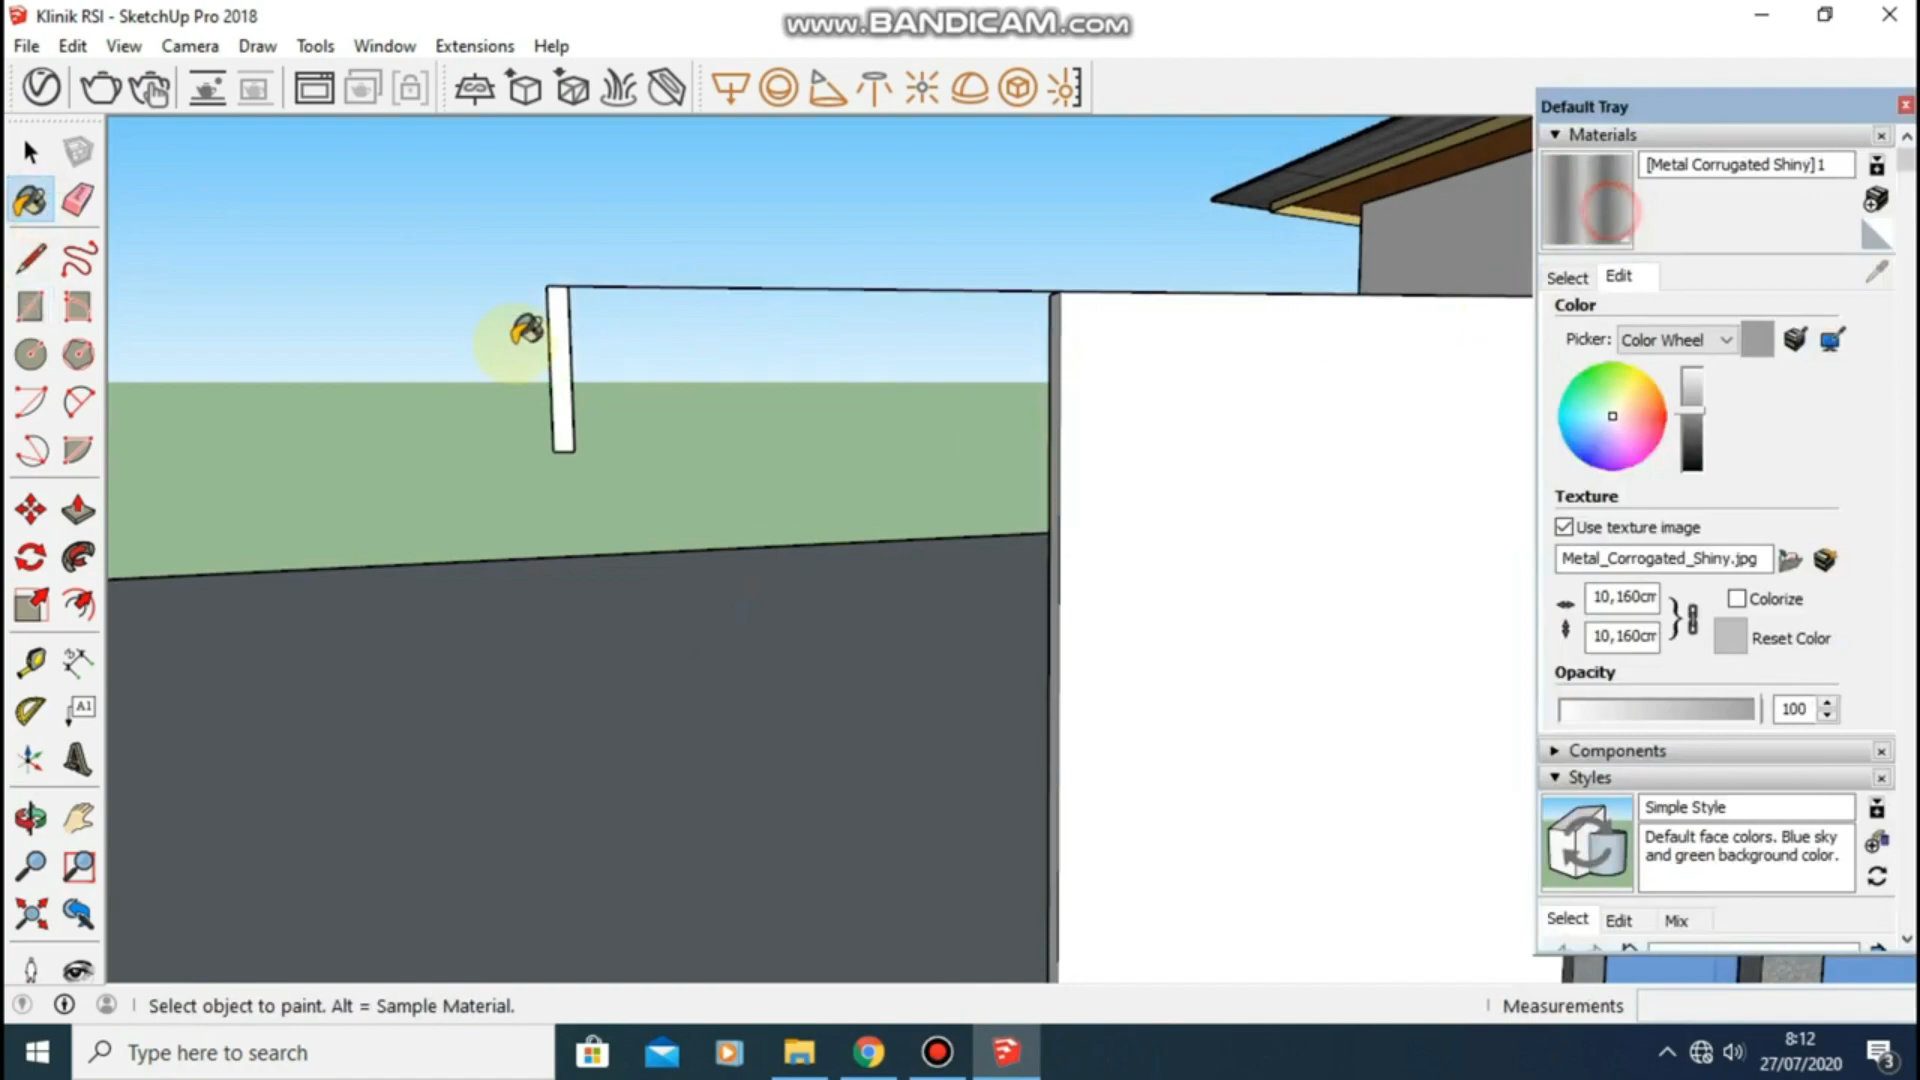 Klinik RSI - SketchUp Pro 2018
www.BANDICAM.com
File Edit View Camera Draw Tools Window Extensions Help
Default Tray
Materials
[Metal Corrugated Shiny]1
Select Edit
Color
Picker: Color Wheel
Texture
Use texture image
Metal_Corrogated_Shiny.jpg
10,160cm
Colorize
10,160cm
Reset Color
Opacity
100
Components
Styles
Simple Style
Default face colors. Blue sky
and green background color.
Select Edit Mix
A1
Select object to paint. Alt = Sample Material.
Measurements
Type here to search
8:12
27/07/2020
3